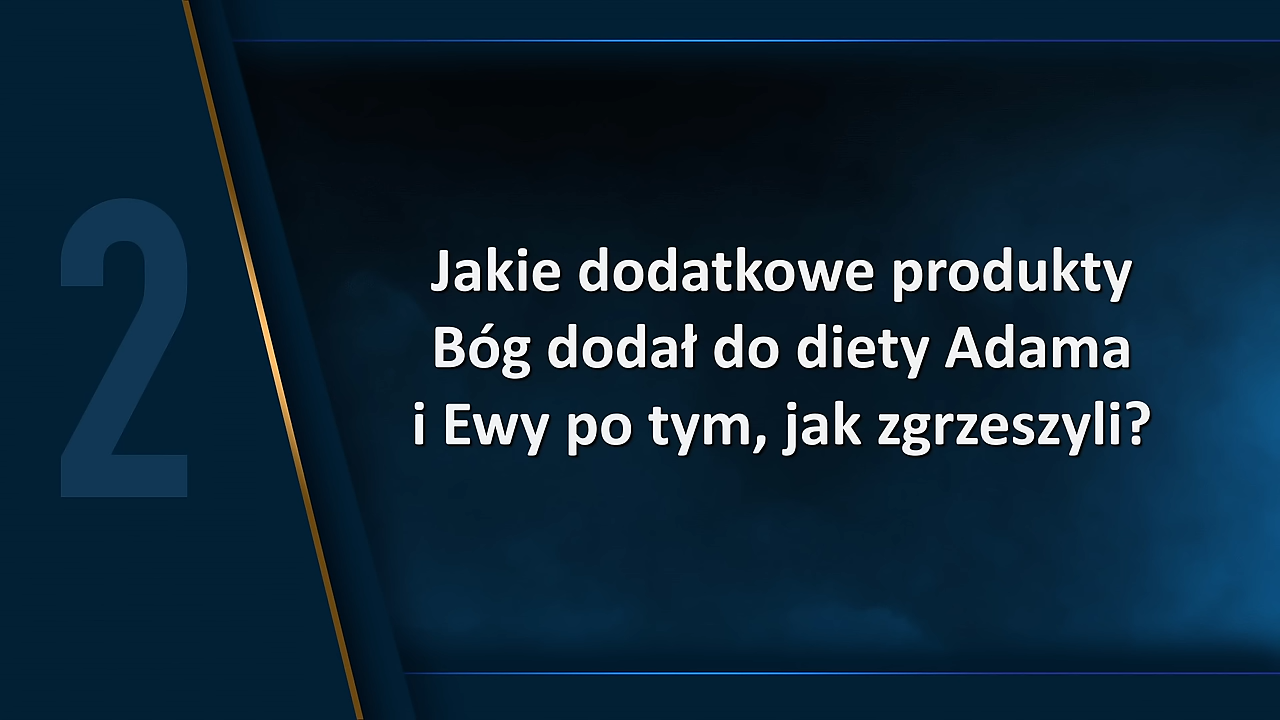 2
Jakie dodatkowe produkty
Bóg dodał do diety Adama
i Ewy po tym, jak zgrzeszyli?